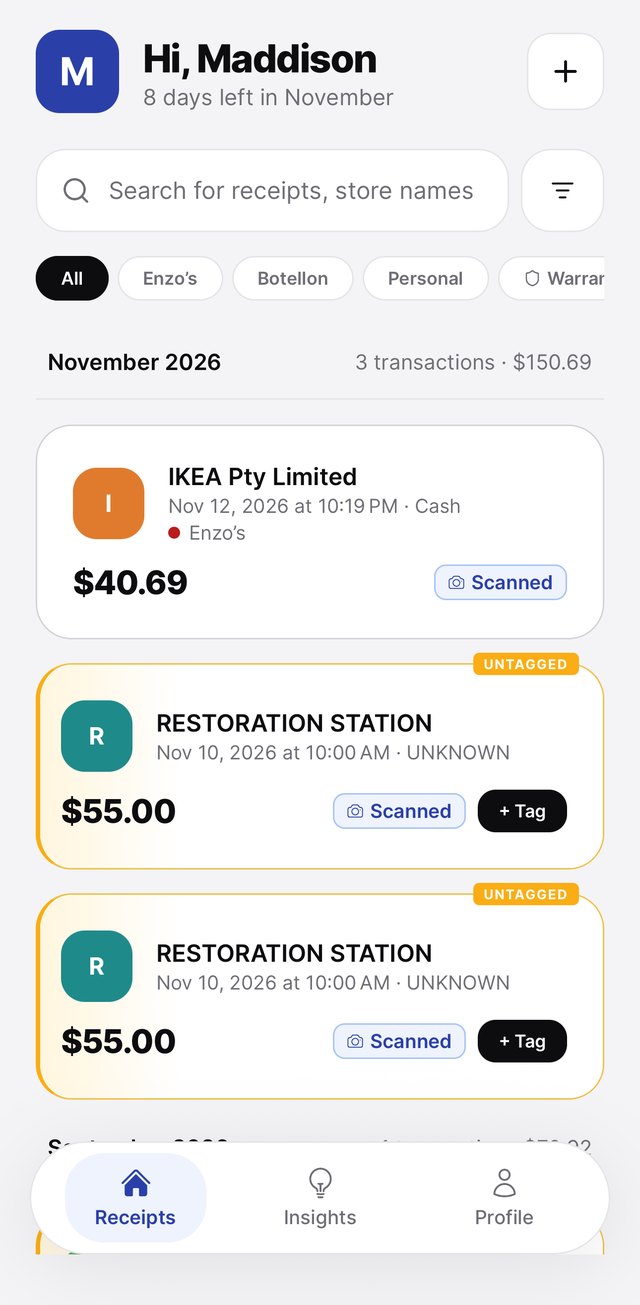 M
Hi, Maddison
8 days left in November
+
Search for receipts, store names
All
Enzo’s
Botellon
Personal
Warrar
November 2026
3 transactions · $150.69
I
IKEA Pty Limited
Nov 12, 2026 at 10:19 PM · Cash
Enzo’s
$40.69
Scanned
UNTAGGED
R
RESTORATION STATION
Nov 10, 2026 at 10:00 AM · UNKNOWN
$55.00
Scanned
+ Tag
UNTAGGED
R
RESTORATION STATION
Nov 10, 2026 at 10:00 AM · UNKNOWN
$55.00
Scanned
+ Tag
Receipts
Insights
Profile